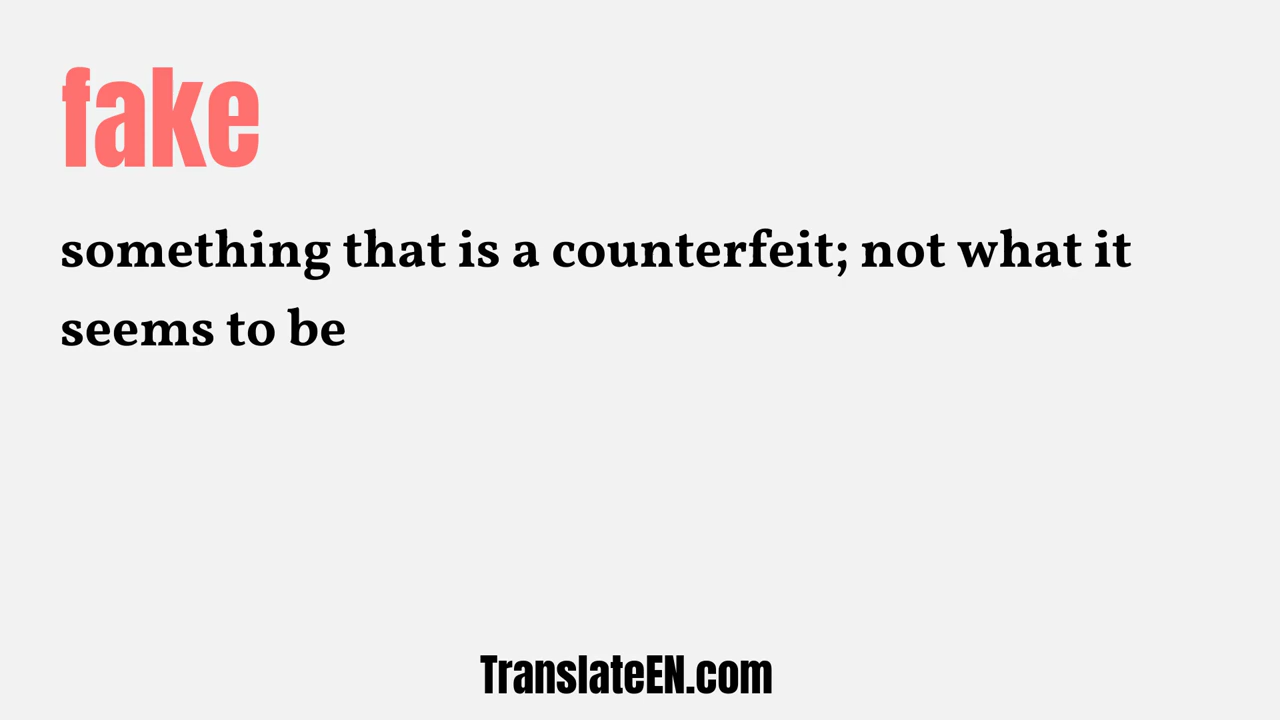 fake
something that is a counterfeit; not what it
seems to be
TranslateEN.com